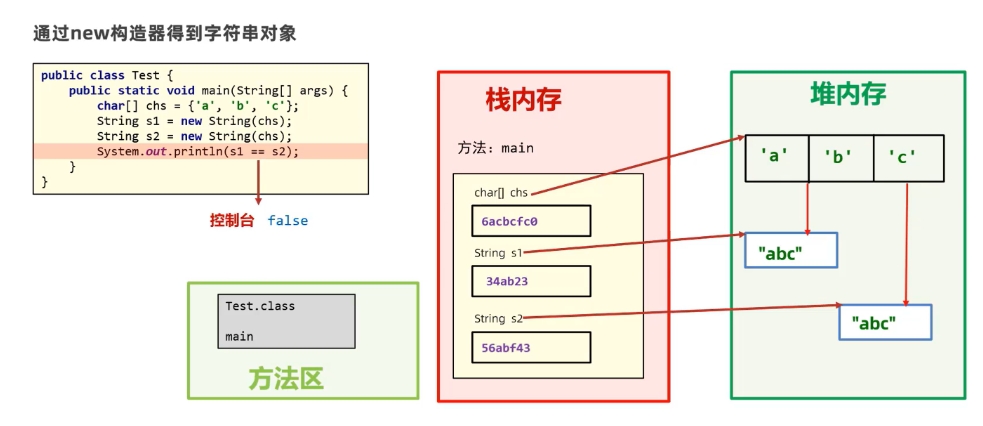 通过new构造器得到字符串对象
public class Test {
public static void main(String[] args) {
char[] chs = {'a', 'b', 'c'};
String s1 = new String(chs);
String s2 = new String(chs);
System.out.println(s1 == s2);
}
}
控制台 false
Test.class
main
方法区
栈内存
方法：main
char[] chs
6acbcfc0
String s1
34ab23
String s2
56abf43
堆内存
'a' 'b' 'c'
"abc"
"abc"